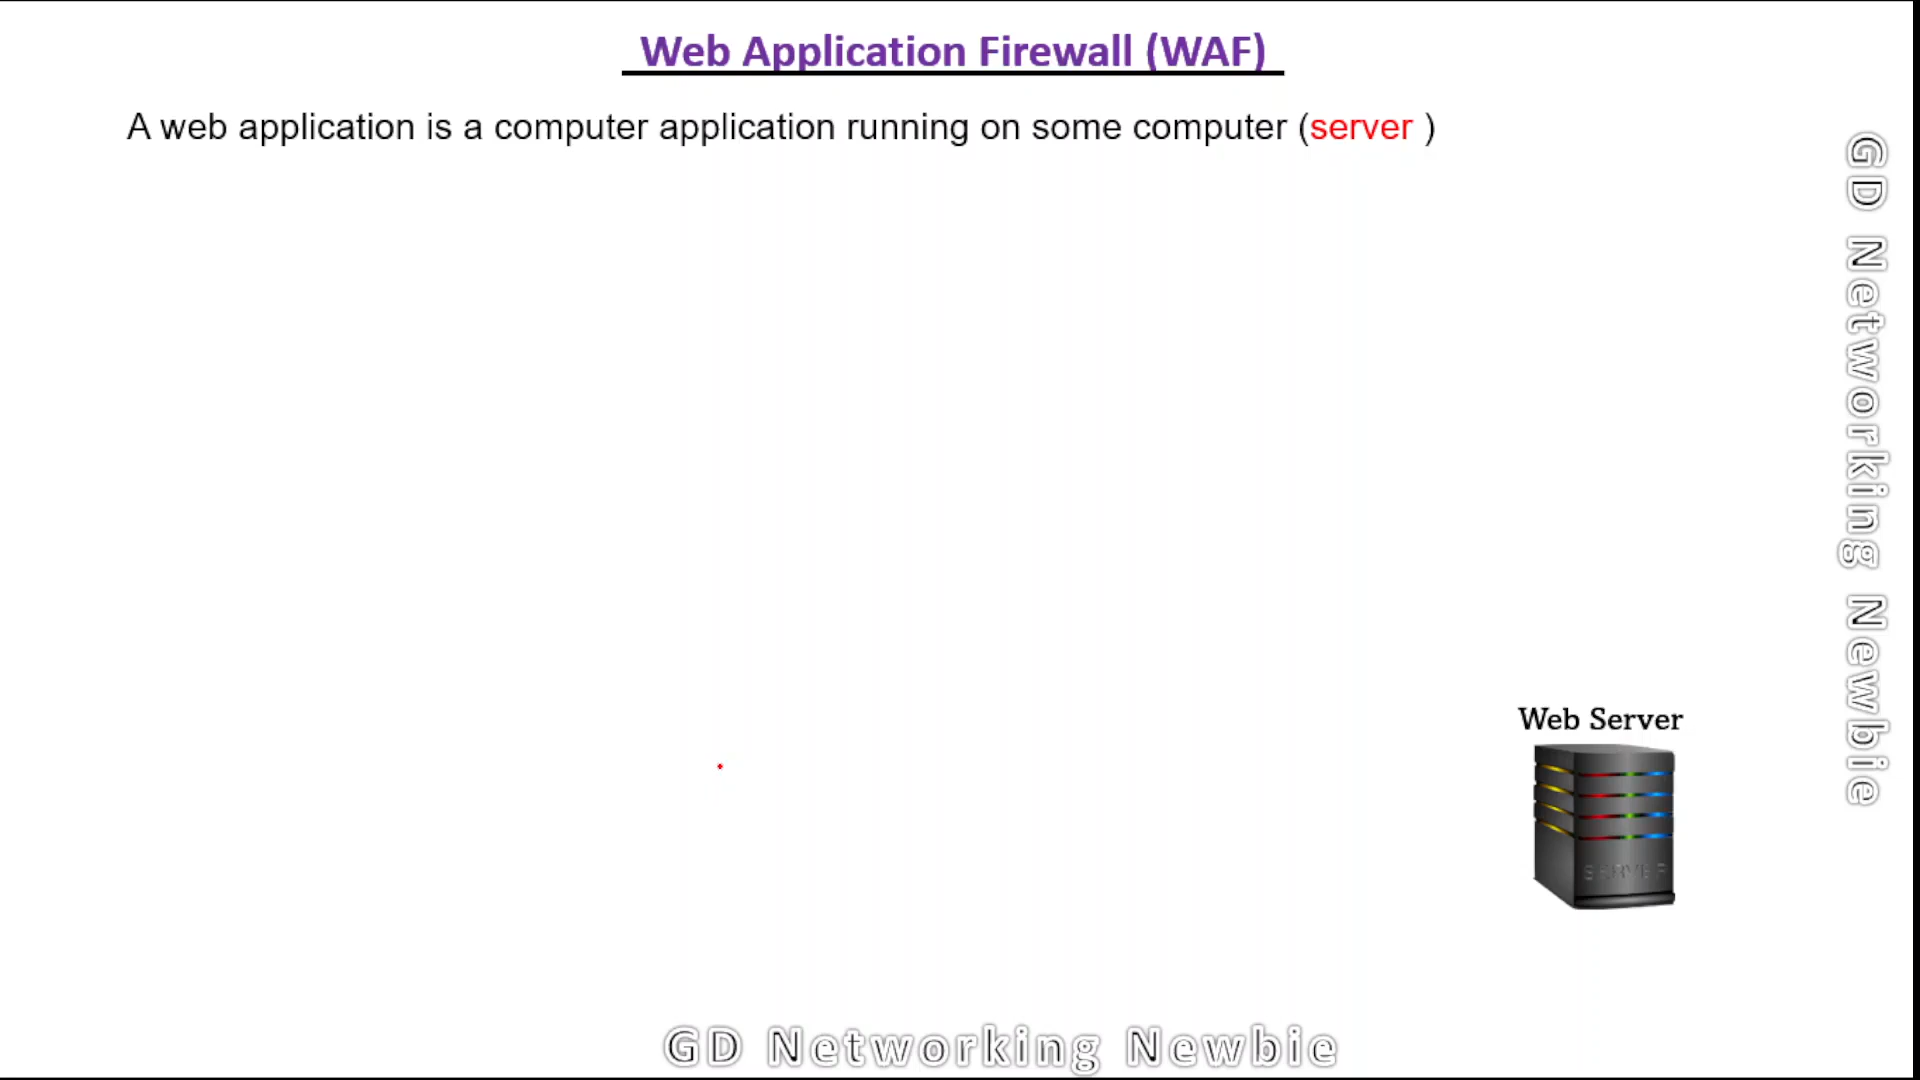 Web Application Firewall (WAF)
A web application is a computer application running on some computer (server )
GD Networking Newbie
Web Server
SERVER
GD Networking Newbie